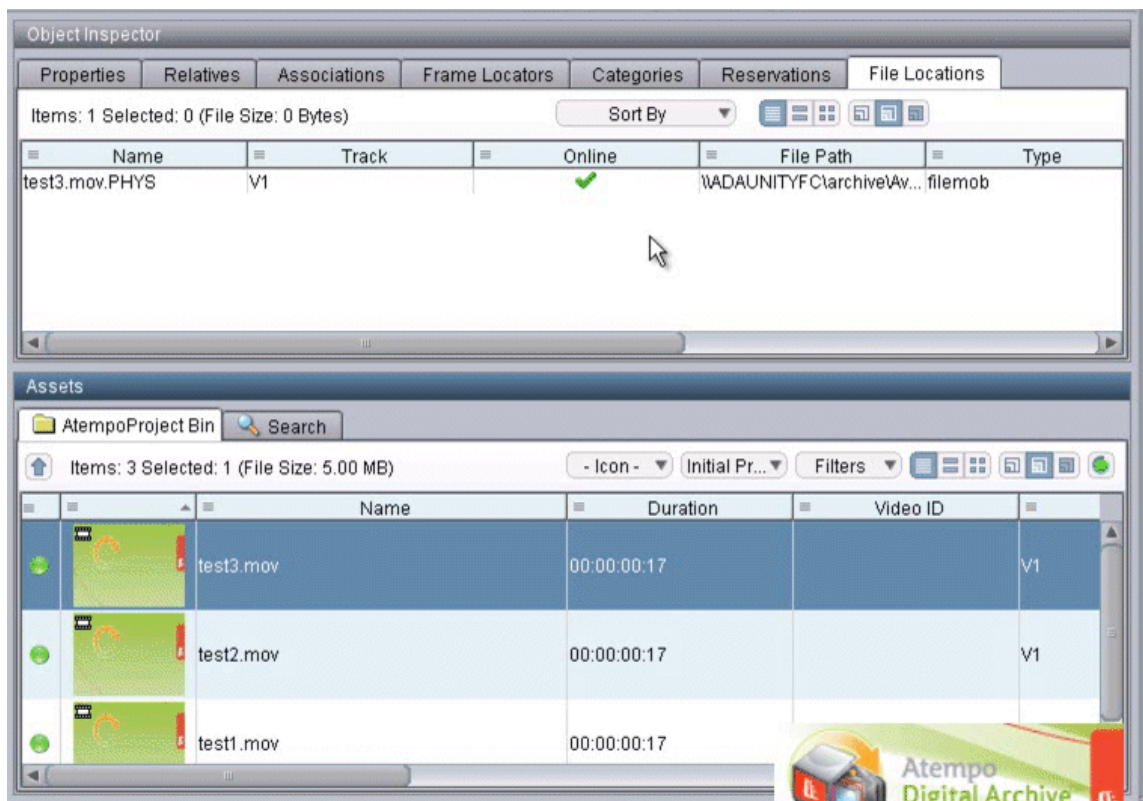 Object Inspector
Properties Relatives Associations Frame Locators Categories Reservations File Locations
Items: 1 Selected: 0 (File Size: 0 Bytes) Sort By
Name Track Online File Path Type
test3.mov.PHYS V1 \\ADAUNITYFC\archive\Av... filemob
Assets
AtempoProject Bin Search
Items: 3 Selected: 1 (File Size: 5.00 MB) - Icon - Initial Pr... Filters
Name Duration Video ID
test3.mov 00:00:00:17 V1
test2.mov 00:00:00:17 V1
test1.mov 00:00:00:17
Atempo
Digital Archive